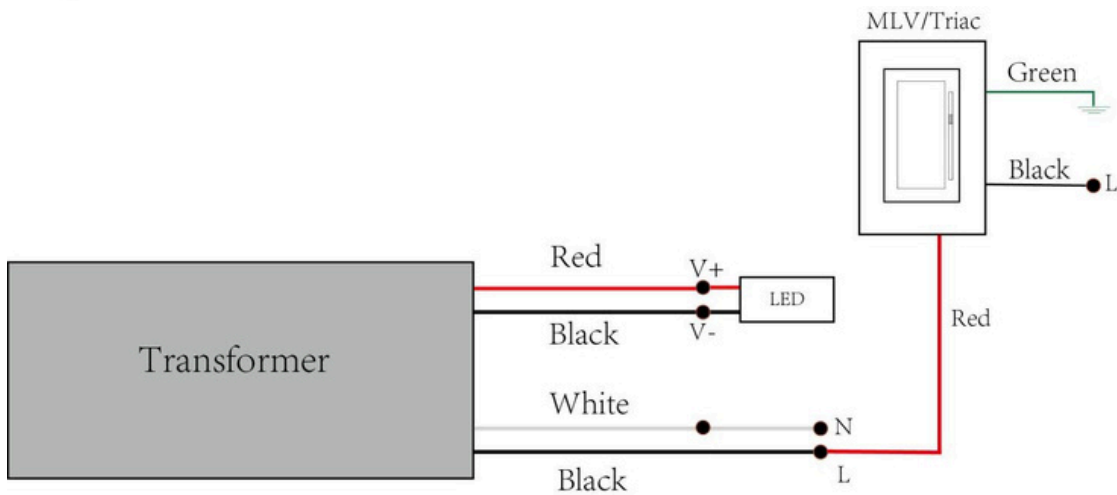 MLV/Triac
Green
Black
L
Red
V+
LED
Black
V-
Red
Transformer
White
N
Black
L